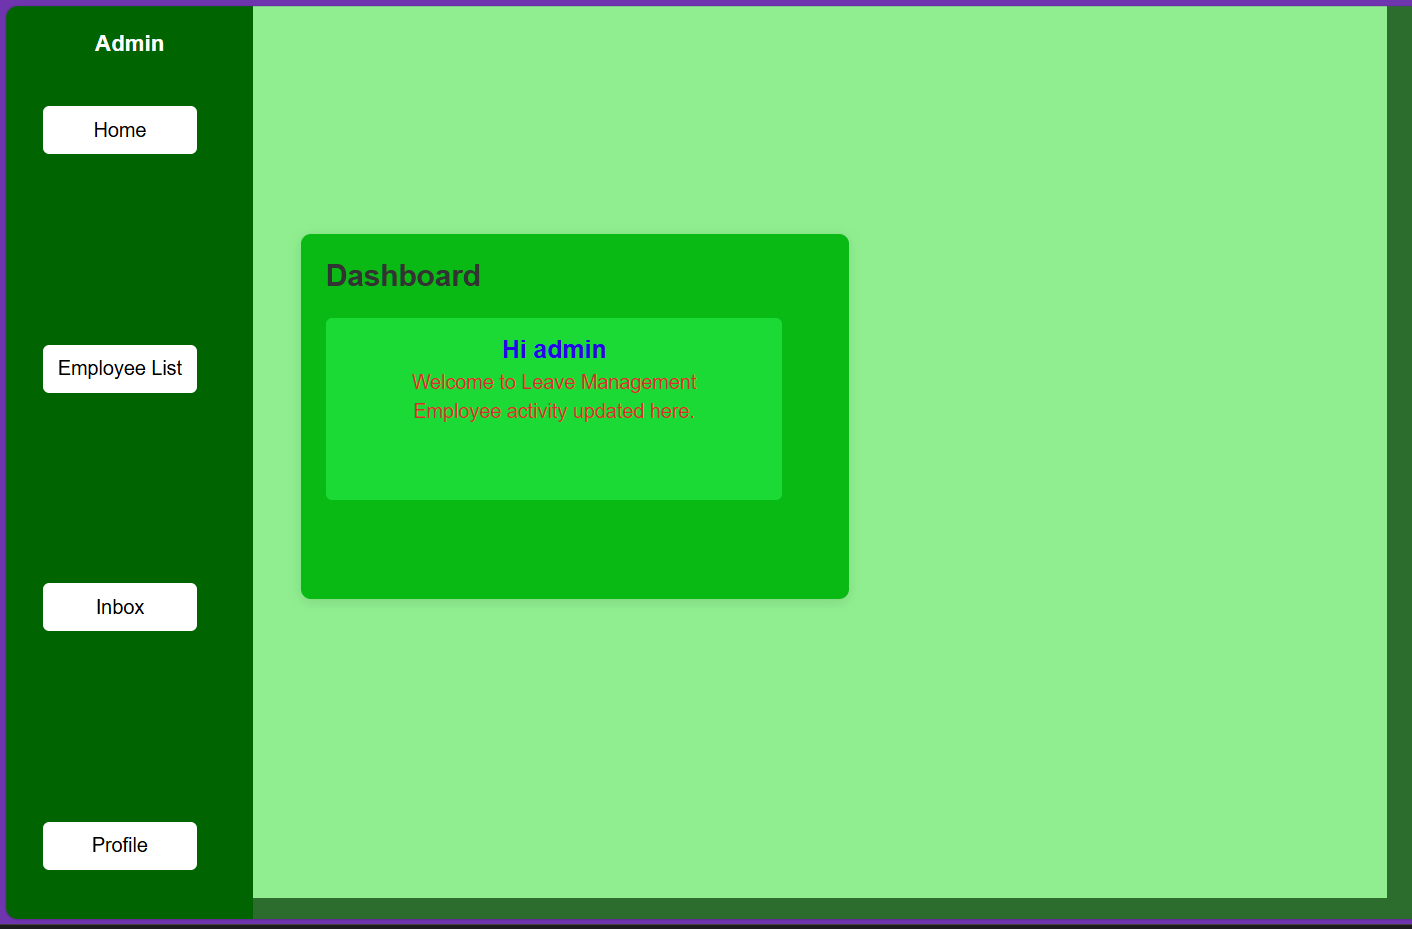 Admin
Home
Employee List
Inbox
Profile
Dashboard
Hi admin
Welcome to Leave Management
Employee activity updated here.